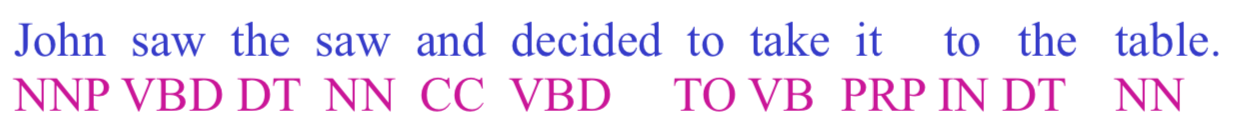 John saw the saw and decided to take it to the table.
NNP VBD DT NN CC VBD TO VB PRP IN DT NN